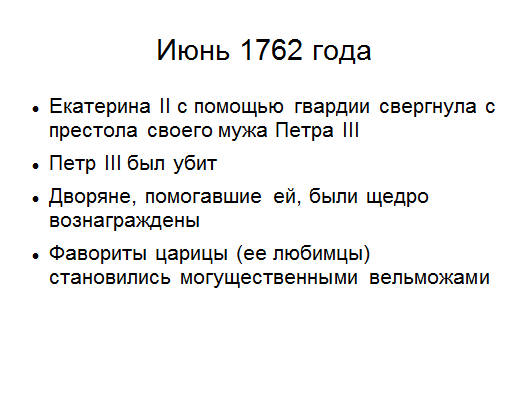 Июнь 1762 года
• Екатерина II с помощью гвардии свергнула с
престола своего мужа Петра III
• Петр III был убит
• Дворяне, помогавшие ей, были щедро
вознаграждены
• Фавориты царицы (ее любимцы)
становились могущественными вельможами